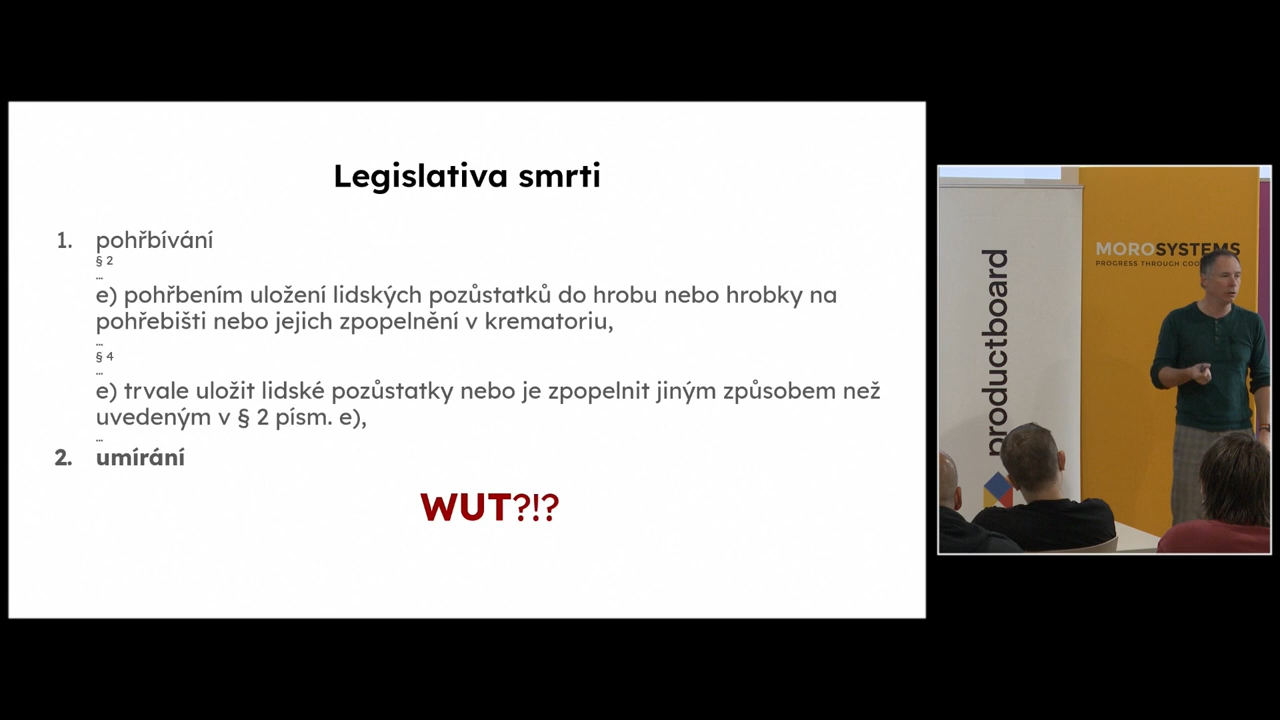 Legislativa smrti
1. pohřbívání
§ 2
...
e) pohřbením uložení lidských pozůstatků do hrobu nebo hrobky na
pohřebišti nebo jejich zpopelnění v krematoriu,
...
§ 4
...
e) trvale uložit lidské pozůstatky nebo je zpopelnit jiným způsobem než
uvedeným v § 2 písm. e),
...
2. umírání
WUT?!?
productboard
MOROSYSTEMS
PROGRESS THROUGH